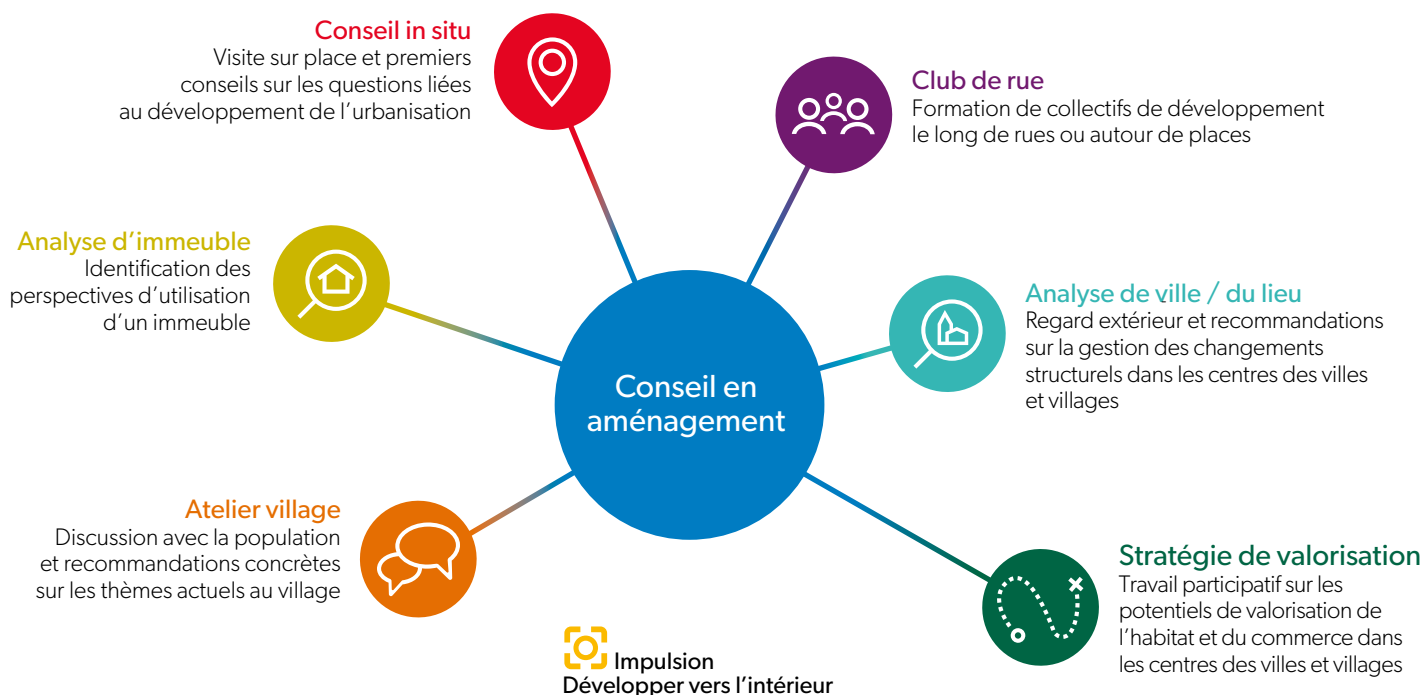 Conseil in situ
Visite sur place et premiers
conseils sur les questions liées
au développement de l’urbanisation
Club de rue
Formation de collectifs de développement
le long de rues ou autour de places
Analyse d’immeuble
Identification des
perspectives d’utilisation
d’un immeuble
Analyse de ville / du lieu
Regard extérieur et recommandations
sur la gestion des changements
structurels dans les centres des villes
et villages
Conseil en
aménagement
Atelier village
Discussion avec la population
et recommandations concrètes
sur les thèmes actuels au village
Stratégie de valorisation
Travail participatif sur les
potentiels de valorisation de
l’habitat et du commerce dans
les centres des villes et villages
Impulsion
Développer vers l’intérieur